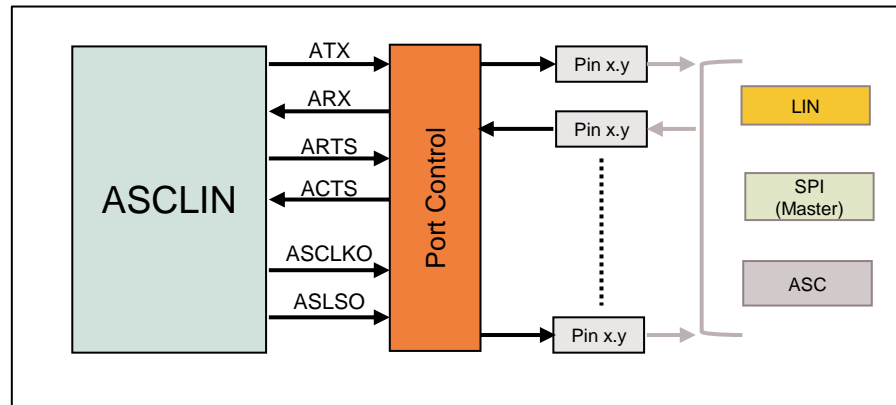 ASCLIN
ATX
ARX
ARTS
ACTS
ASCLKO
ASLSO
Port Control
Pin x.y
Pin x.y
Pin x.y
LIN
SPI
(Master)
ASC